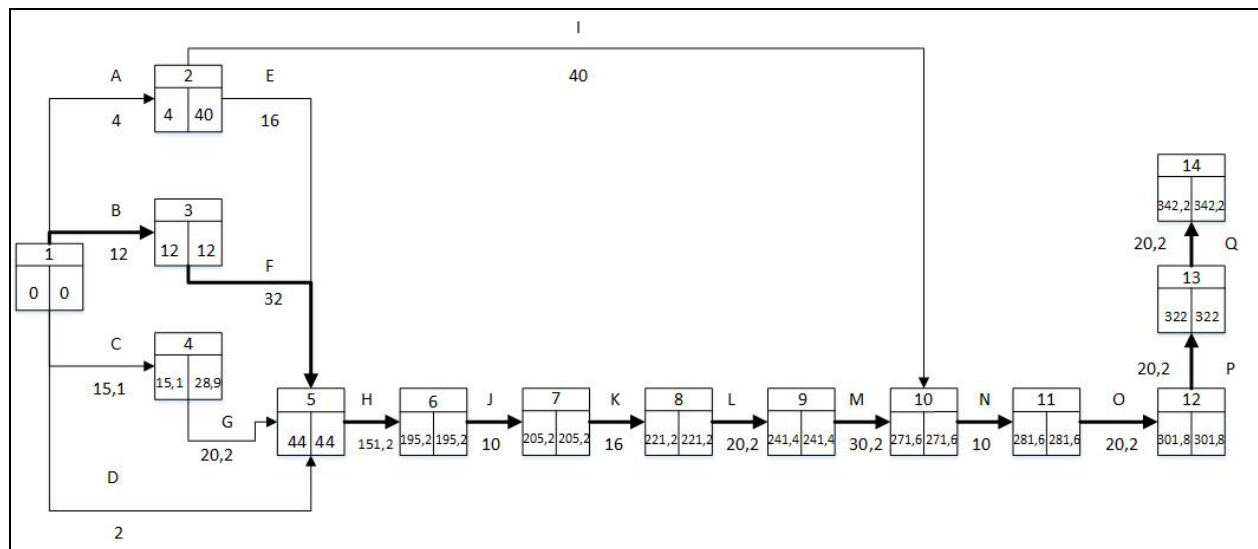 I
A
2
E
40
4 40
4
16
14
B
3
342,2 342,2
12 12
20,2 Q
1
12
F
13
0 0
32
322 322
C
4
20,2 P
15,1
15,1 28,9
5
H
6
J
7
K
8
L
9
M
10
N
11
O
12
G
44 44
151,2
195,2 195,2
10
205,2 205,2
16
221,2 221,2
20,2
241,4 241,4
30,2
271,6 271,6
10
281,6 281,6
20,2
301,8 301,8
20,2
D
2